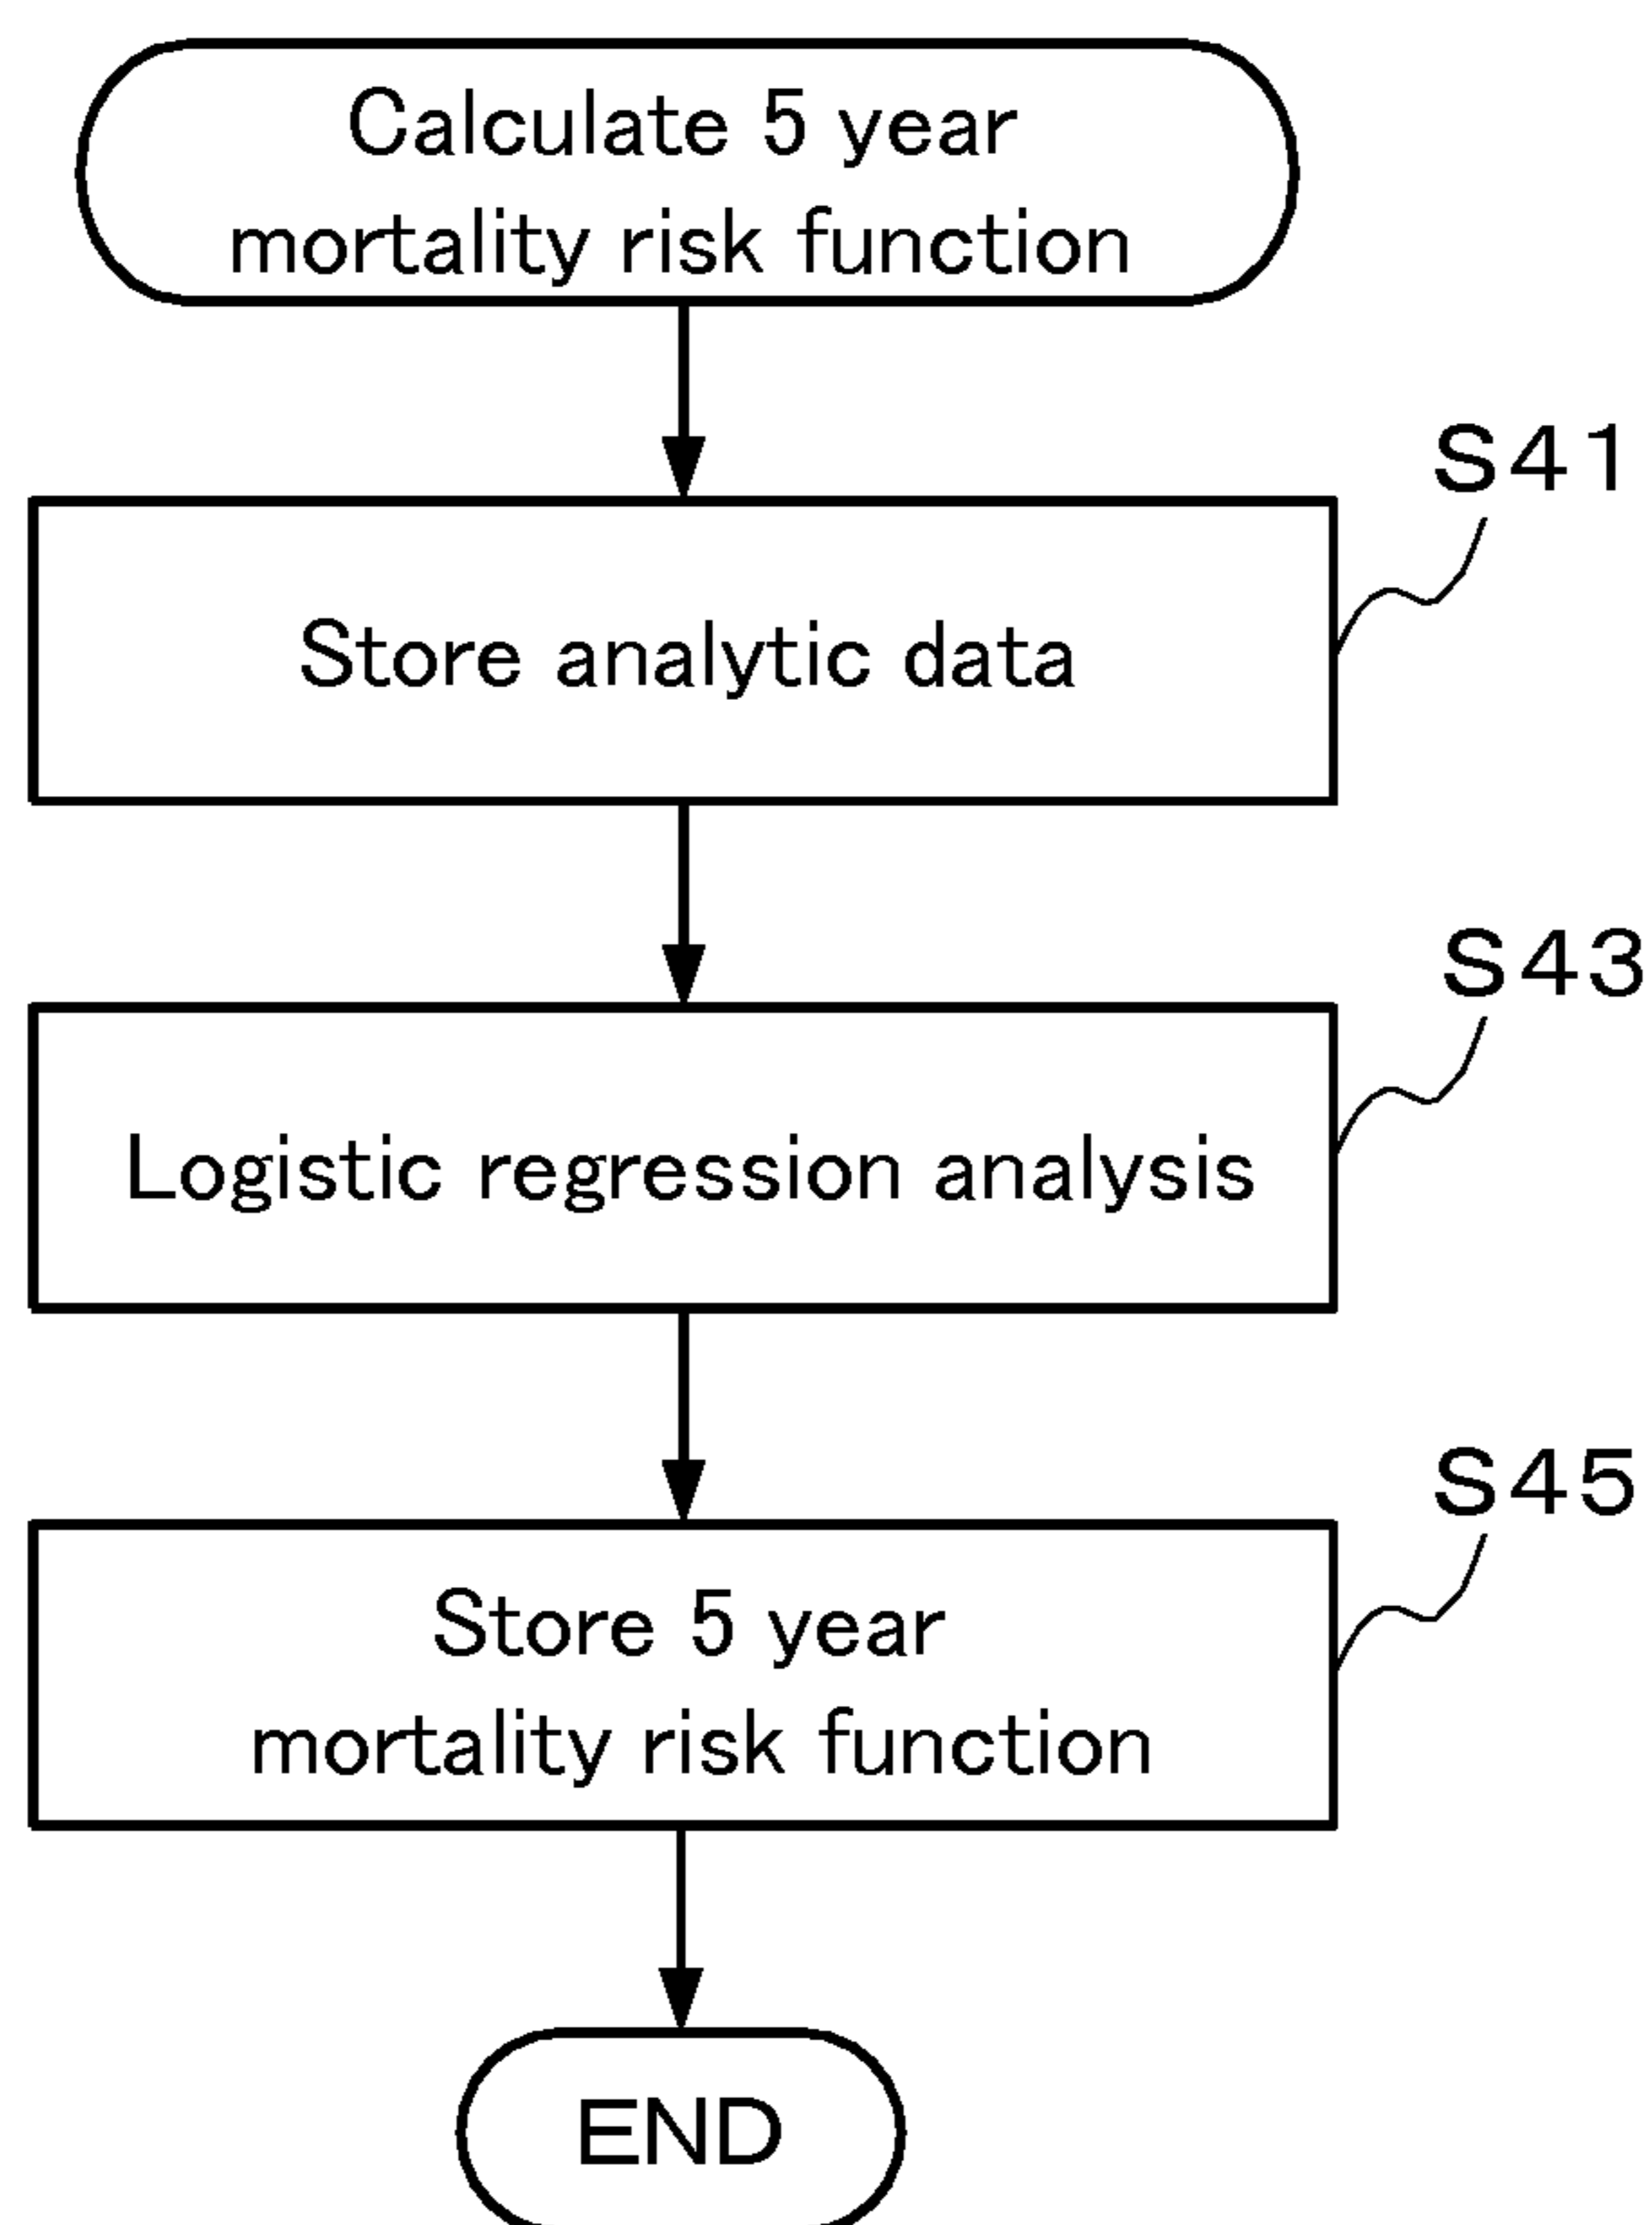 Calculate 5 year
mortality risk function
S41
Store analytic data
S43
Logistic regression analysis
S45
Store 5 year
mortality risk function
END